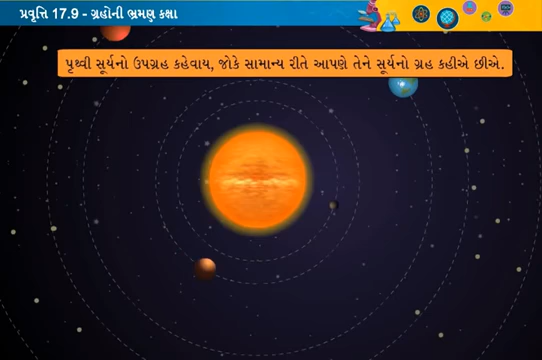 પ્રવૃત્તિ 17.9 - ગ્રહોની ભ્રમણ કક્ષા
પૃથ્વી સૂર્યનો ઉપગ્રહ કહેવાય, જોકે સામાન્ય રીતે આપણે તેને સૂર્યનો ગ્રહ કહીએ છીએ.